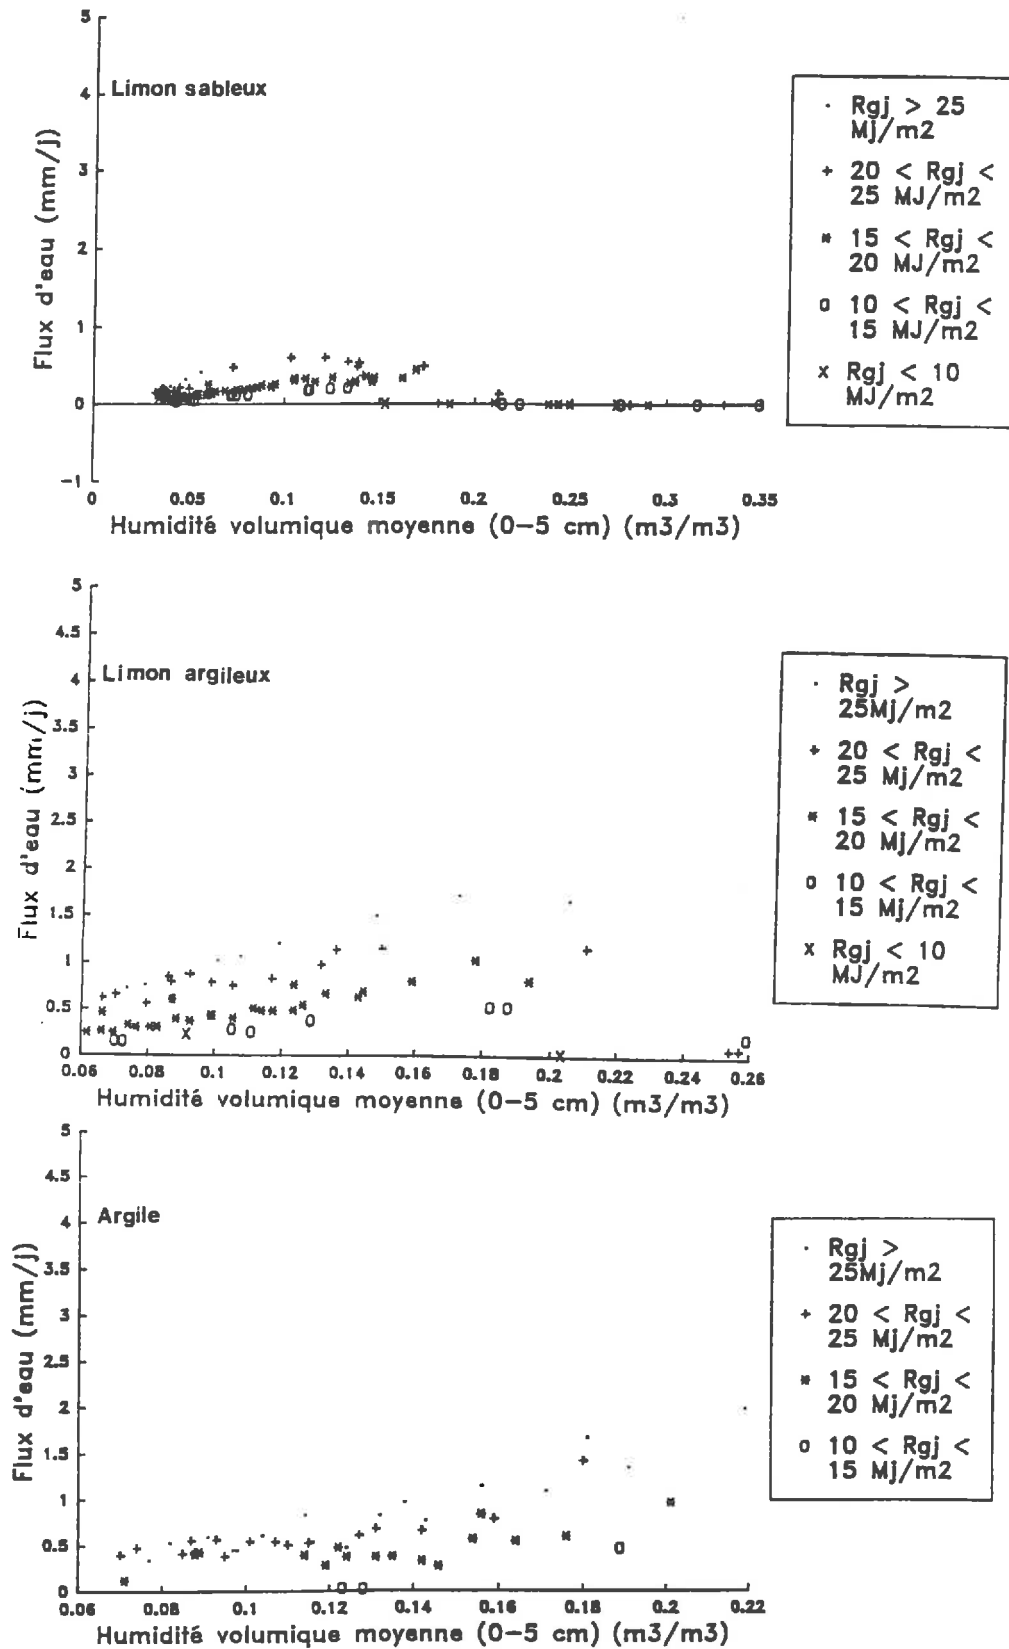 5
4
3
2
1
0
-1
Flux d'eau (mm/j)
Limon sableux
0 0.05 0.1 0.15 0.2 0.25 0.3 0.35
Humidité volumique moyenne (0-5 cm) (m3/m3)
· Rgj > 25
Mj/m2
+ 20 < Rgj <
25 MJ/m2
* 15 < Rgj <
20 MJ/m2
o 10 < Rgj <
15 MJ/m2
x Rgj < 10
MJ/m2
5
4.5
4
3.5
3
2.5
2
1.5
1
0.5
0
Flux d'eau (mm/j)
Limon argileux
0.06 0.08 0.1 0.12 0.14 0.16 0.18 0.2 0.22 0.24 0.26
Humidité volumique moyenne (0-5 cm) (m3/m3)
· Rgj >
25Mj/m2
+ 20 < Rgj <
25 Mj/m2
* 15 < Rgj <
20 Mj/m2
o 10 < Rgj <
15 Mj/m2
x Rgj < 10
MJ/m2
5
4.5
4
3.5
3
2.5
2
1.5
1
0.5
0
Flux d'eau (mm/j)
Argile
0.06 0.08 0.1 0.12 0.14 0.16 0.18 0.2 0.22
Humidité volumique moyenne (0-5 cm) (m3/m3)
· Rgj >
25Mj/m2
+ 20 < Rgj <
25 Mj/m2
* 15 < Rgj <
20 Mj/m2
o 10 < Rgj <
15 Mj/m2